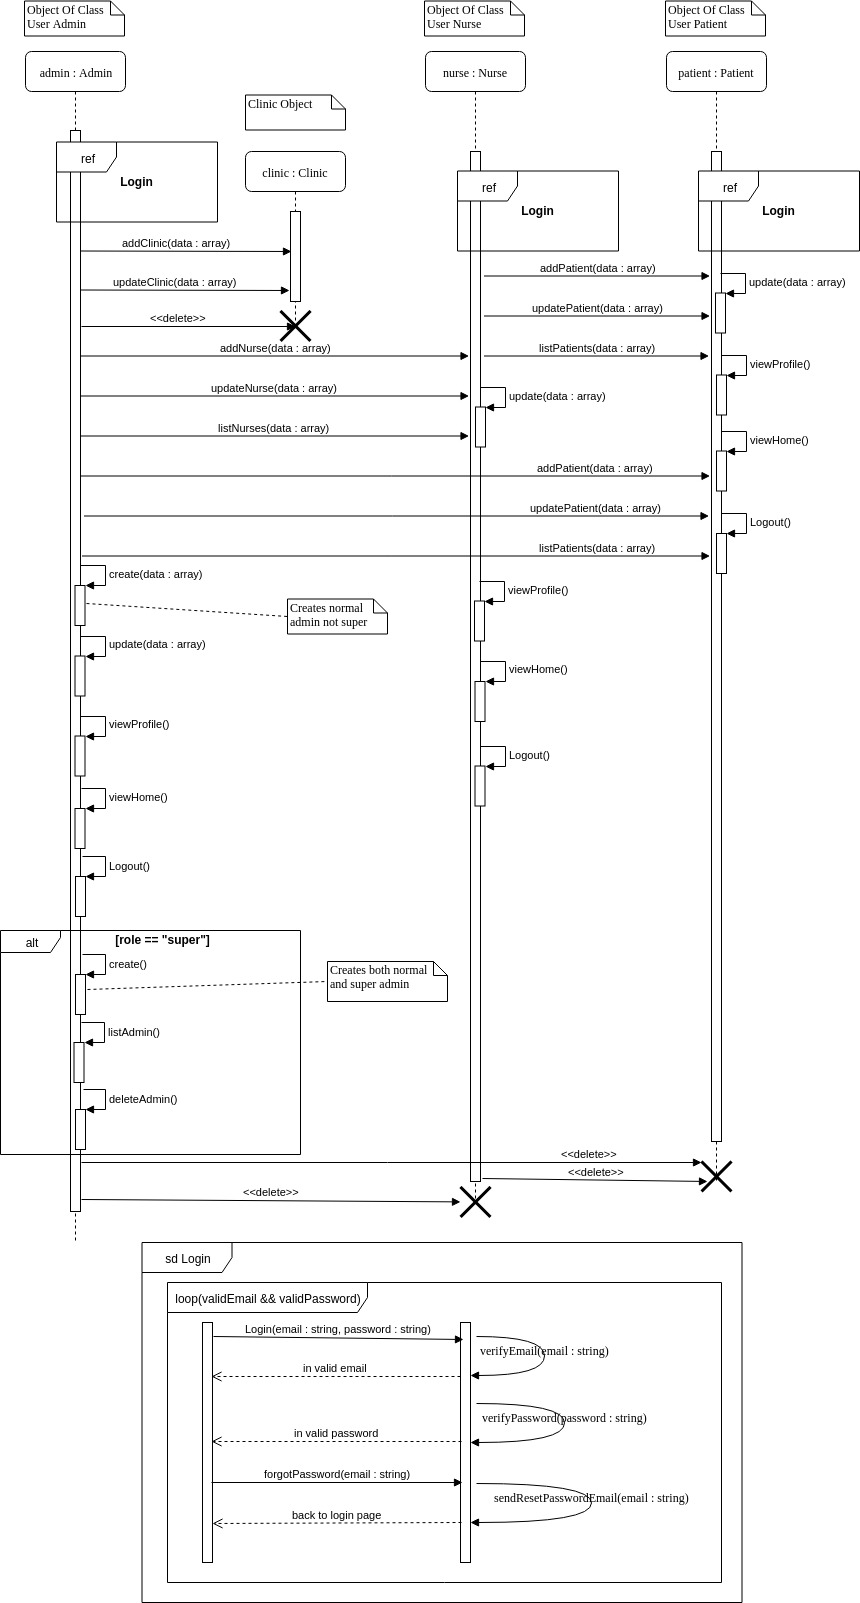 Object Of Class
User Admin
Object Of Class
User Nurse
Object Of Class
User Patient
admin : Admin
nurse : Nurse
patient : Patient
Clinic Object
clinic : Clinic
ref
Login
ref
Login
ref
Login
addClinic(data : array)
addPatient(data : array)
updateClinic(data : array)
update(data : array)
<<delete>>
updatePatient(data : array)
addNurse(data : array)
listPatients(data : array)
viewProfile()
updateNurse(data : array)
update(data : array)
listNurses(data : array)
viewHome()
addPatient(data : array)
updatePatient(data : array)
Logout()
listPatients(data : array)
create(data : array)
viewProfile()
Creates normal
admin not super
update(data : array)
viewHome()
viewProfile()
Logout()
viewHome()
Logout()
alt
[role == "super"]
create()
Creates both normal
and super admin
listAdmin()
deleteAdmin()
<<delete>>
<<delete>>
<<delete>>
sd Login
loop(validEmail && validPassword)
Login(email : string, password : string)
verifyEmail(email : string)
in valid email
verifyPassword(password : string)
in valid password
forgotPassword(email : string)
sendResetPasswordEmail(email : string)
back to login page